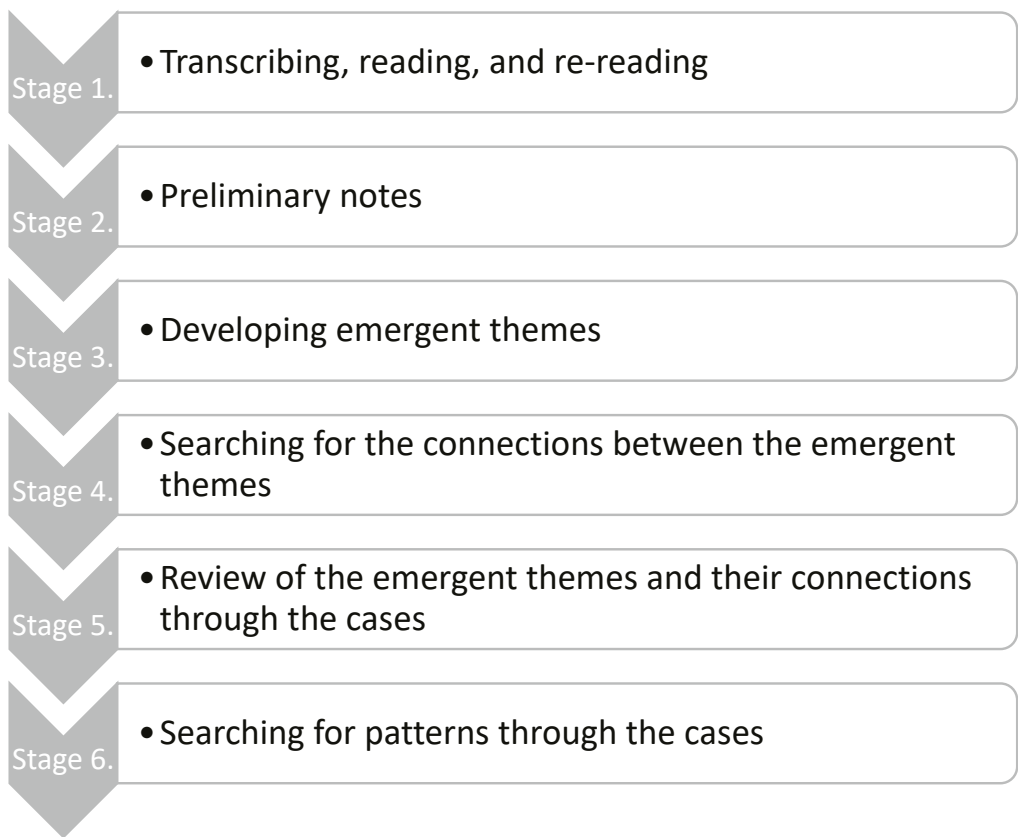 Stage 1.
• Transcribing, reading, and re-reading
Stage 2.
• Preliminary notes
Stage 3.
• Developing emergent themes
Stage 4.
• Searching for the connections between the emergent
themes
Stage 5.
• Review of the emergent themes and their connections
through the cases
Stage 6.
• Searching for patterns through the cases